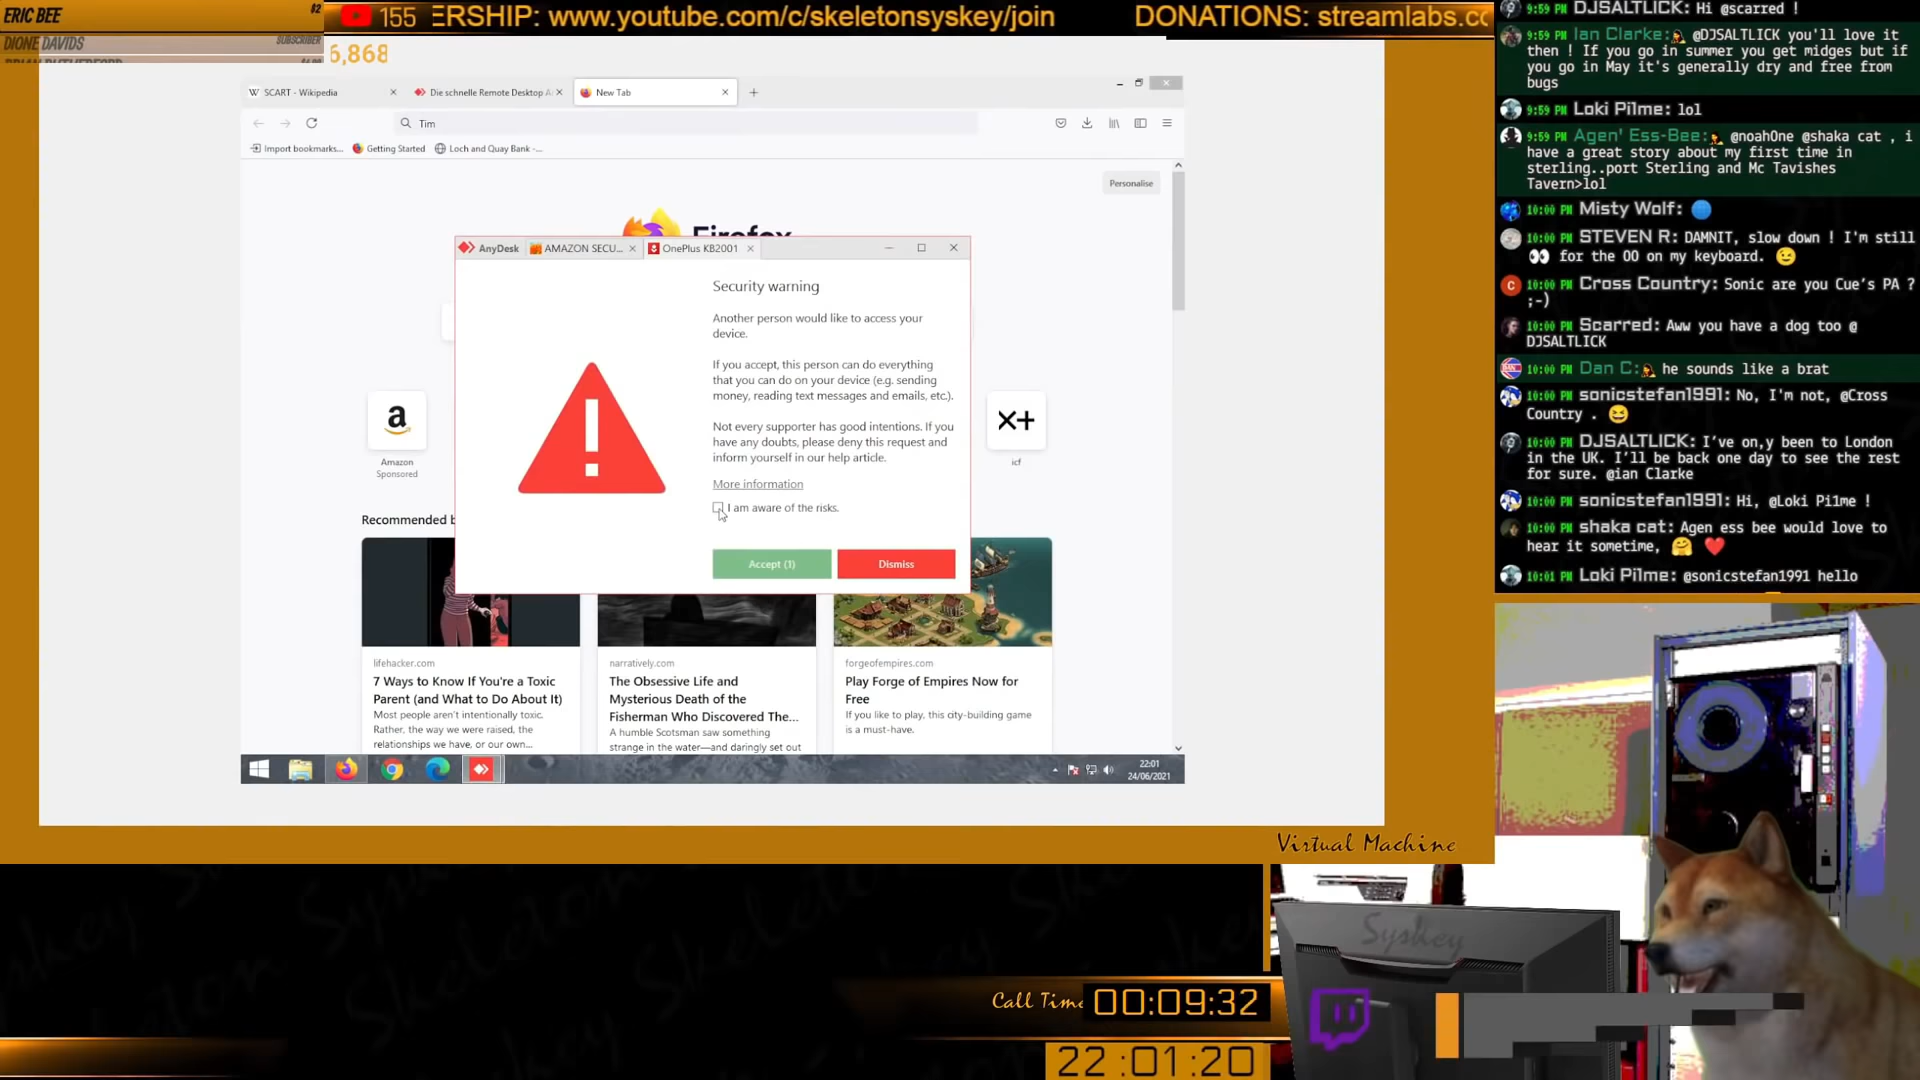 ERIC BEE
$2
DIONE DAVIDS
SUBSCRIBER
155
ERSHIP: www.youtube.com/c/skeletonsyskey/join
DONATIONS: streamlabs.cc
6,868
SCART - Wikipedia
Die schnelle Remote Desktop A
New Tab
Tim
Import bookmarks...
Getting Started
Loch and Quay Bank -...
Personalise
Firefox
AnyDesk
AMAZON SECU...
OnePlus KB2001
Security warning
Another person would like to access your
device.
If you accept, this person can do everything
that you can do on your device (e.g. sending
money, reading text messages and emails, etc.).
Not every supporter has good intentions. If you
have any doubts, please deny this request and
inform yourself in our help article.
More information
I am aware of the risks.
Accept (1)
Dismiss
a
Amazon
Sponsored
icf
Recommended b
lifehacker.com
7 Ways to Know If You're a Toxic
Parent (and What to Do About It)
Most people aren't intentionally toxic.
Rather, the way we were raised, the
relationships we have, or our own...
narratively.com
The Obsessive Life and
Mysterious Death of the
Fisherman Who Discovered The...
A humble Scotsman saw something
strange in the water—and daringly set out
forgeofempires.com
Play Forge of Empires Now for
Free
If you like to play, this city-building game
is a must-have.
22:01
24/06/2021
Virtual Machine
9:59 PM DJSALTLICK: Hi @scarred !
9:59 PM Ian Clarke: @DJSALTLICK you'll love it
then ! If you go in summer you get midges but if
you go in May it's generally dry and free from
bugs
9:59 PM Loki Pi1me: lol
9:59 PM Agen' Ess-Bee: @noahOne @shaka cat , i
have a great story about my first time in
sterling..port Sterling and Mc Tavishes
Tavern>lol
10:00 PM Misty Wolf:
10:00 PM STEVEN R: DAMNIT, slow down ! I'm still
for the OO on my keyboard.
C 10:00 PM Cross Country: Sonic are you Cue's PA ?
;-)
10:00 PM Scarred: Aww you have a dog too @
DJSALTLICK
10:00 PM Dan C: he sounds like a brat
10:00 PM sonicstefan1991: No, I'm not, @Cross
Country .
10:00 PM DJSALTLICK: I've on,y been to London
in the UK. I'll be back one day to see the rest
for sure. @ian Clarke
10:00 PM sonicstefan1991: Hi, @Loki Pi1me !
10:00 PM shaka cat: Agen ess bee would love to
hear it sometime,
10:01 PM Loki Pi1me: @sonicstefan1991 hello
Skeleton Syskey
Syskey
Call Time
00:09:32
22:01:20